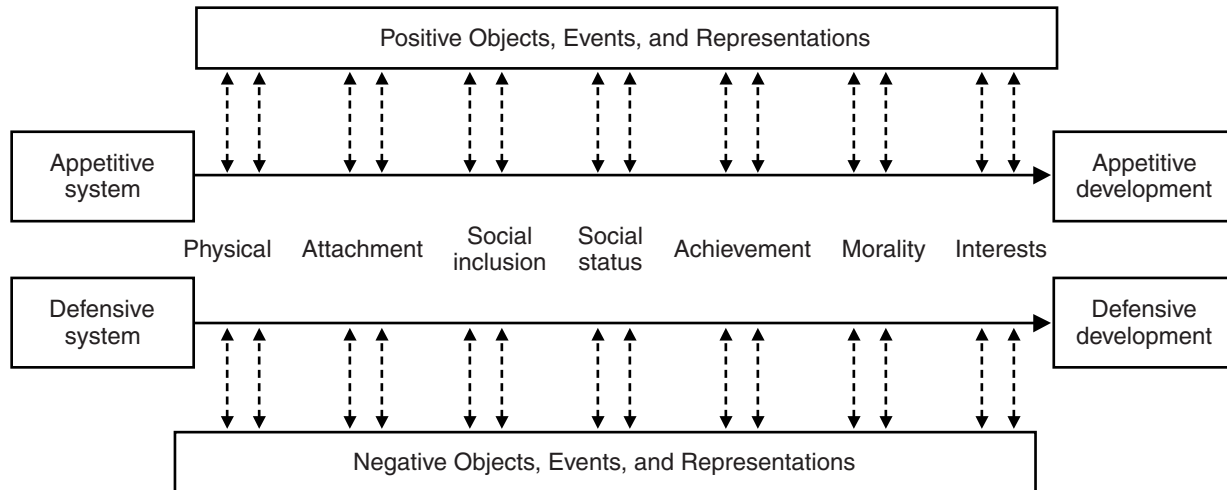 Positive Objects, Events, and Representations
Appetitive
system
Appetitive
development
Physical
Attachment
Social
inclusion
Social
status
Achievement
Morality
Interests
Defensive
system
Defensive
development
Negative Objects, Events, and Representations